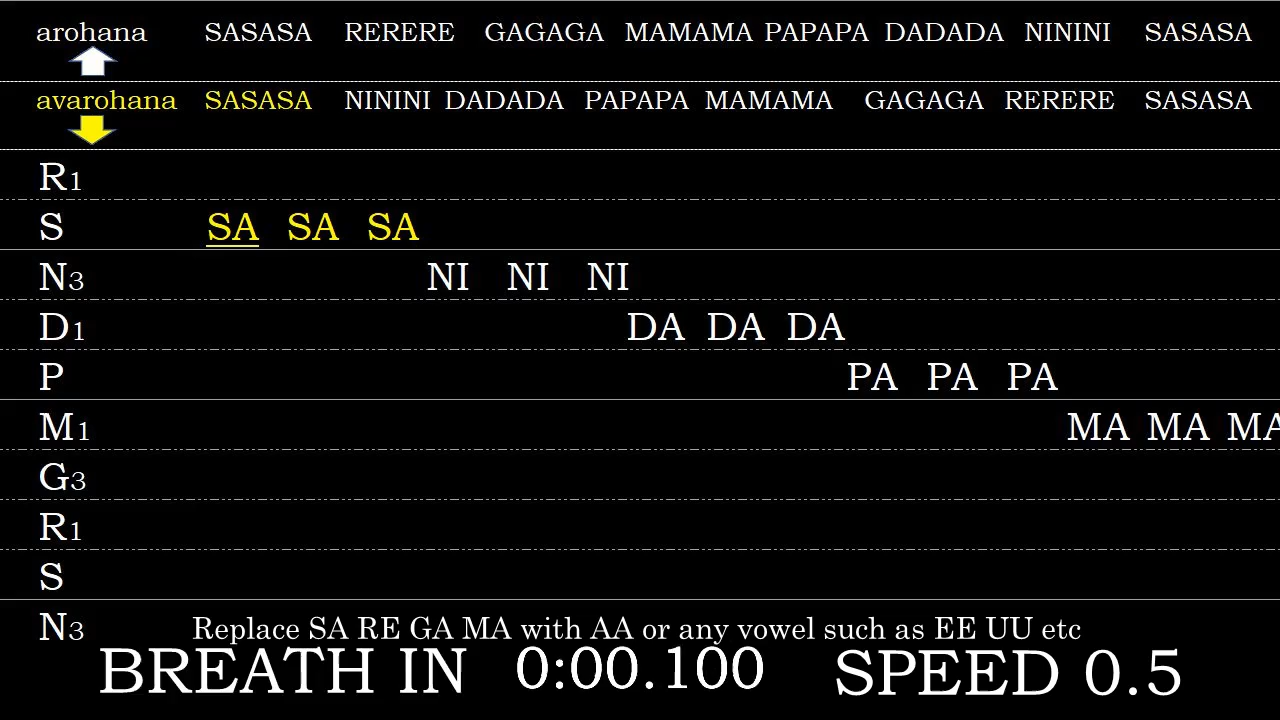 arohana SASASA RERERE GAGAGA MAMAMA PAPAPA DADADA NININI SASASA
avarohana SASASA NININI DADADA PAPAPA MAMAMA GAGAGA RERERE SASASA
R1
S SA SA SA
N3 NI NI NI
D1 DA DA DA
P PA PA PA
M1 MA MA MA
G3
R1
S
N3 Replace SA RE GA MA with AA or any vowel such as EE UU etc
BREATH IN 0:00.100 SPEED 0.5